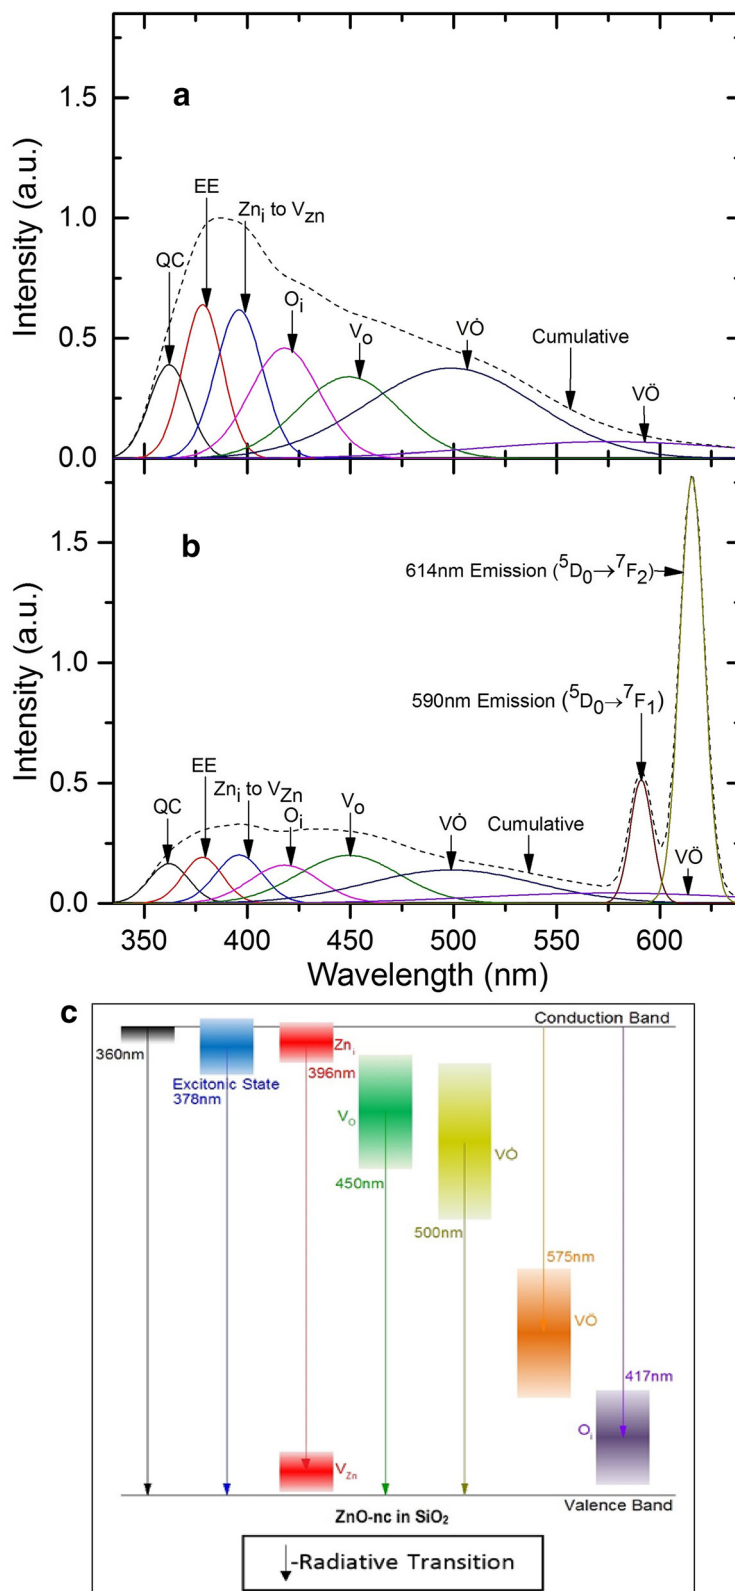 a
1.5
1.0
0.5
0.0
Intensity (a.u.)
QC
EE
Zni to Vzn
Oi
Vo
VȮ
Cumulative
VÖ
b
1.5
1.0
0.5
0.0
Intensity (a.u.)
614nm Emission (5D0→7F2)
590nm Emission (5D0→7F1)
QC
EE
Zni to VZn
Oi
Vo
VȮ
Cumulative
VÖ
350 400 450 500 550 600
Wavelength (nm)
c
Conduction Band
360nm
Excitonic State
378nm
Zni
396nm
VO
450nm
VȮ
500nm
575nm
VÖ
417nm
Oi
VZn
Valence Band
ZnO-nc in SiO2
↓-Radiative Transition